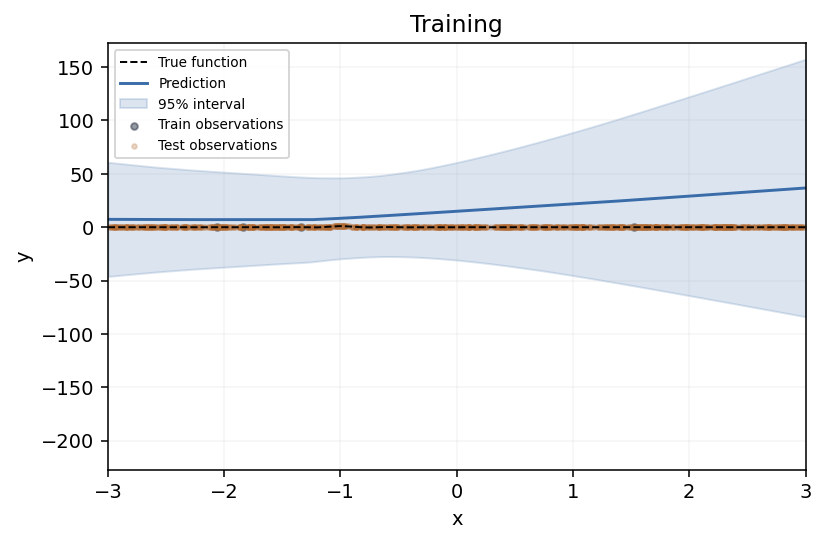 Training
True function
Prediction
95% interval
Train observations
Test observations
150
100
50
0
−50
−100
−150
−200
y
−3 −2 −1 0 1 2 3
x